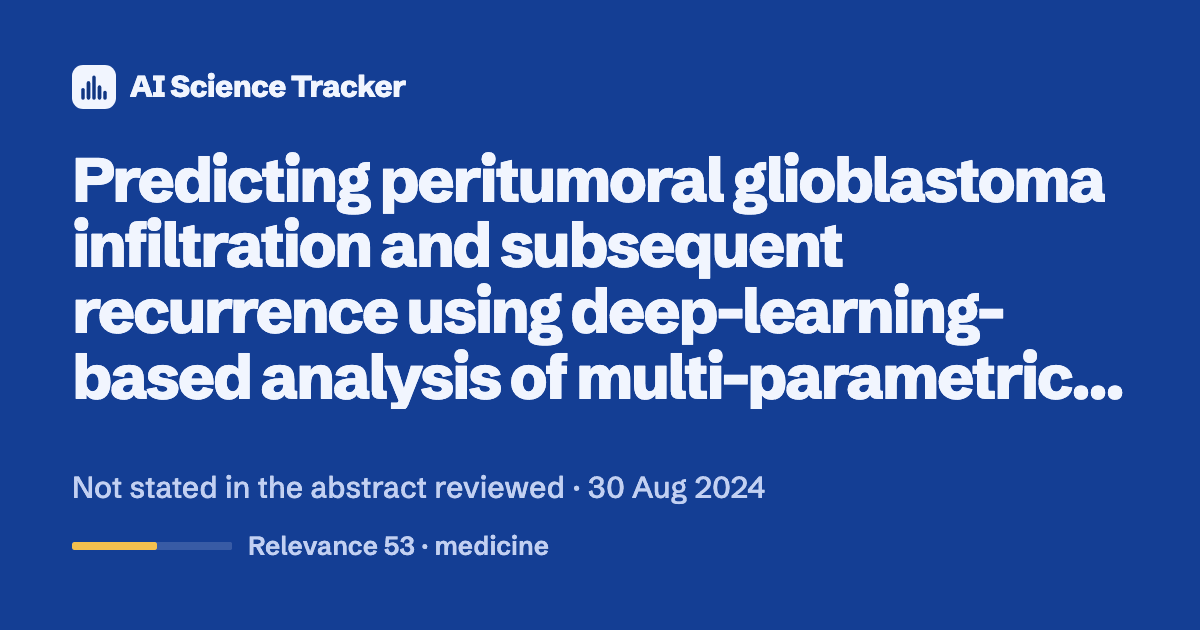 AI Science Tracker
Predicting peritumoral glioblastoma
infiltration and subsequent
recurrence using deep-learning-
based analysis of multi-parametric...
Not stated in the abstract reviewed · 30 Aug 2024
Relevance 53 · medicine